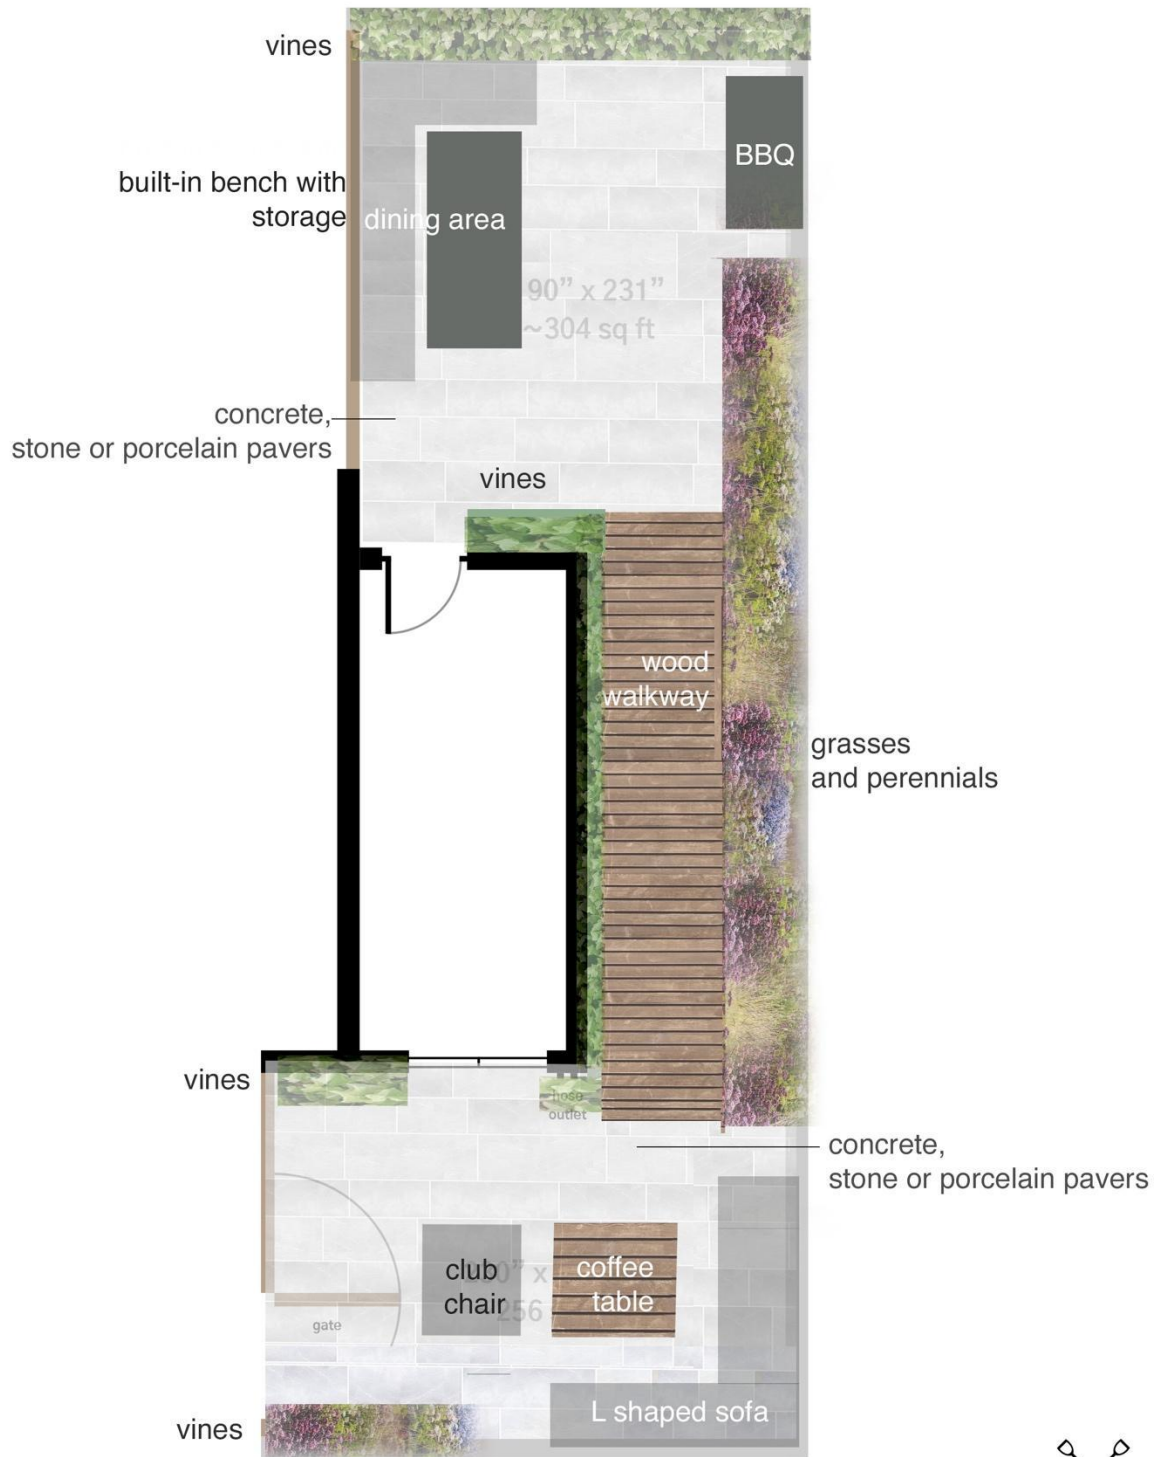 vines
built-in bench with
storage
dining area
BBQ
90” x 231”
~304 sq ft
concrete,
stone or porcelain pavers
vines
wood
walkway
grasses
and perennials
vines
hose
outlet
concrete,
stone or porcelain pavers
club
chair
coffee
table
0” x
256
gate
L shaped sofa
vines